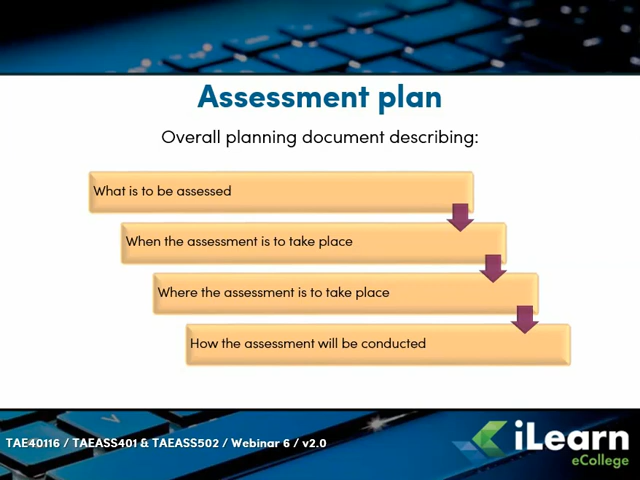 Assessment plan
Overall planning document describing:
What is to be assessed
When the assessment is to take place
Where the assessment is to take place
How the assessment will be conducted
TAE40116 / TAEASS401 & TAEASS502 / Webinar 6 / v2.0
iLearn
eCollege